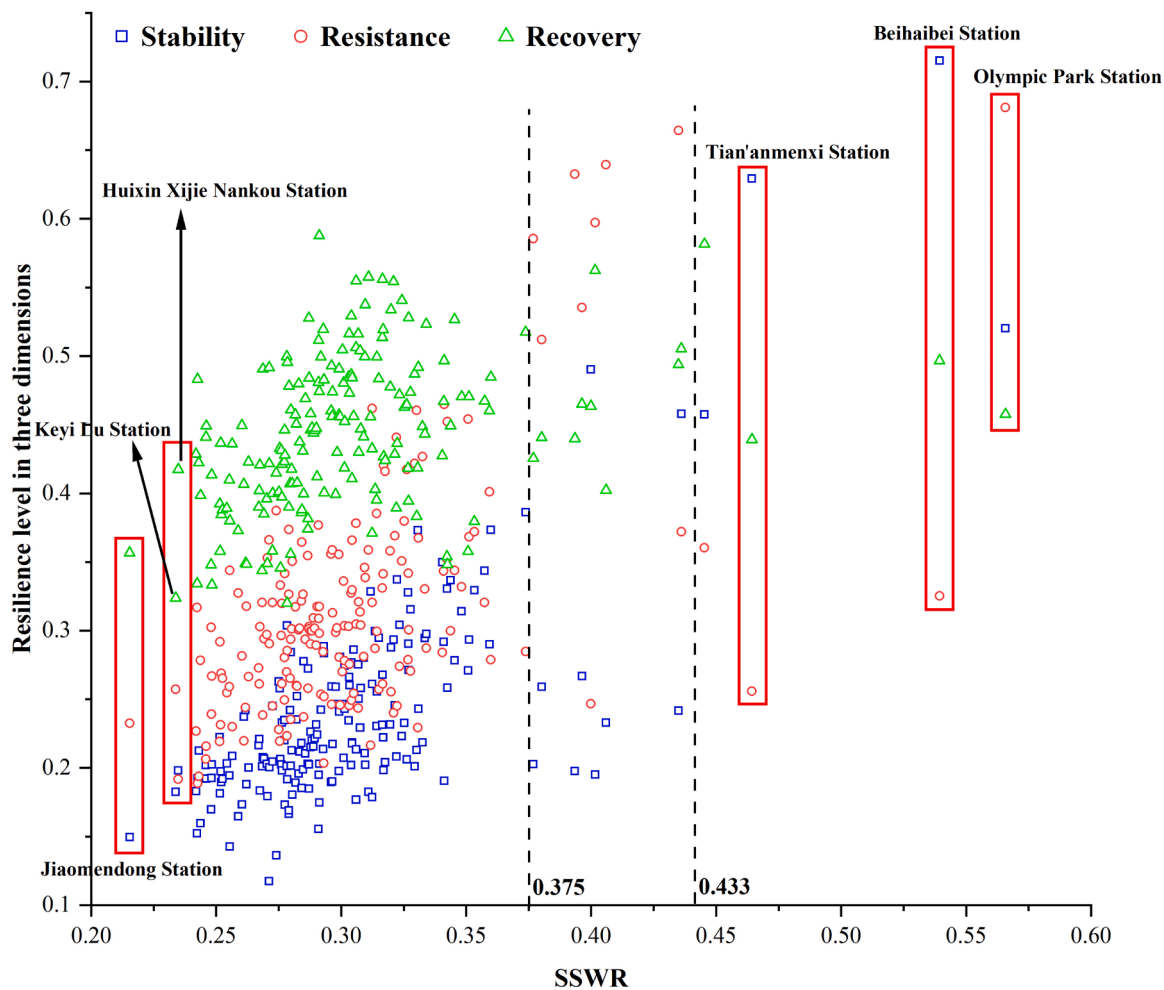 Stability
Resistance
Recovery
Beihaibei Station
Olympic Park Station
Tian'anmenxi Station
Huixin Xijie Nankou Station
Keyi Lu Station
Jiaomendong Station
0.375
0.433
Resilience level in three dimensions
0.7
0.6
0.5
0.4
0.3
0.2
0.1
0.20 0.25 0.30 0.35 0.40 0.45 0.50 0.55 0.60
SSWR